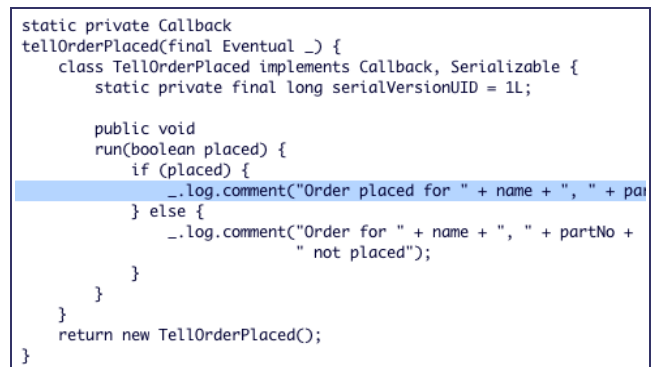 static private Callback
tellOrderPlaced(final Eventual _) {
class TellOrderPlaced implements Callback, Serializable {
static private final long serialVersionUID = 1L;
public void
run(boolean placed) {
if (placed) {
_.log.comment("Order placed for " + name + ", " + par
} else {
_.log.comment("Order for " + name + ", " + partNo +
" not placed");
}
}
}
return new TellOrderPlaced();
}